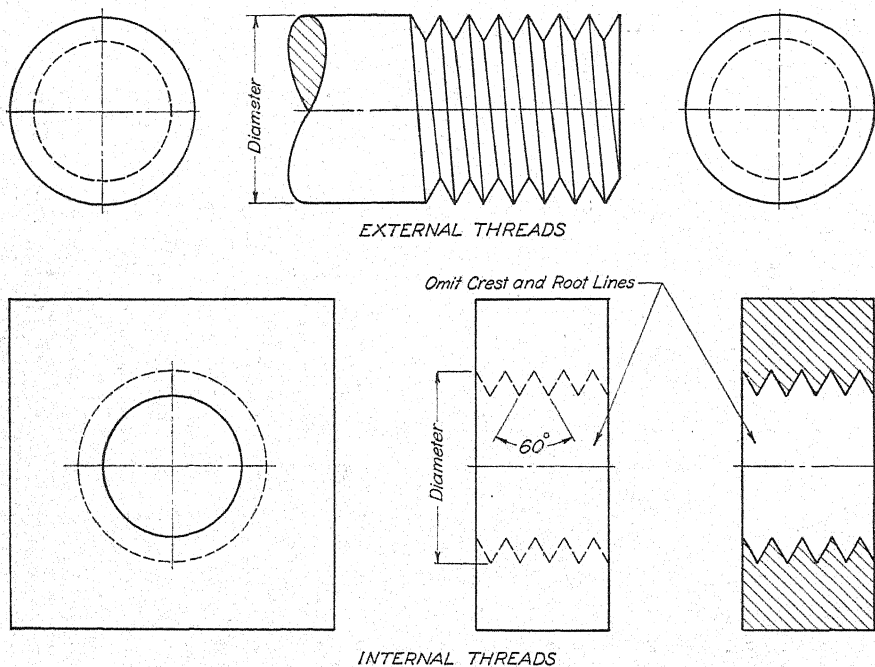 Diameter
EXTERNAL THREADS
Omit Crest and Root Lines
Diameter
60°
INTERNAL THREADS